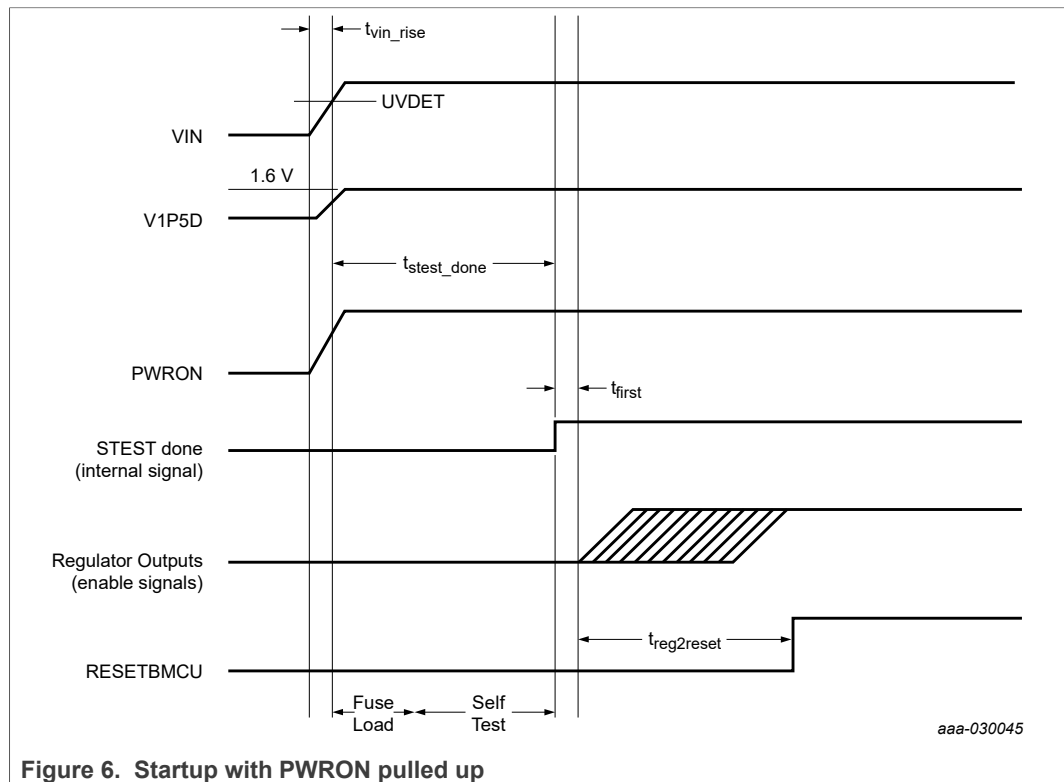 tvin_rise
UVDET
VIN
1.6 V
V1P5D
tstest_done
PWRON
tfirst
STEST done
(internal signal)
Regulator Outputs
(enable signals)
treg2reset
RESETBMCU
Fuse
Load
Self
Test
aaa-030045
Figure 6. Startup with PWRON pulled up